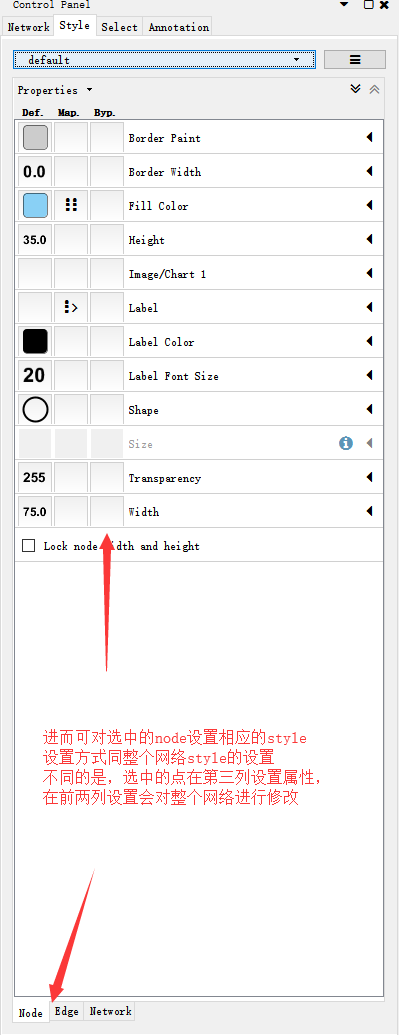 Control Panel
Network Style Select Annotation
default
Properties
Def. Map. Byp.
Border Paint
0.0 Border Width
Fill Color
35.0 Height
Image/Chart 1
Label
Label Color
20 Label Font Size
Shape
Size
255 Transparency
75.0 Width
Lock node width and height
进而可对选中的node设置相应的style
设置方式同整个网络style的设置
不同的是，选中的点在第三列设置属性，
在前两列设置会对整个网络进行修改
Node Edge Network